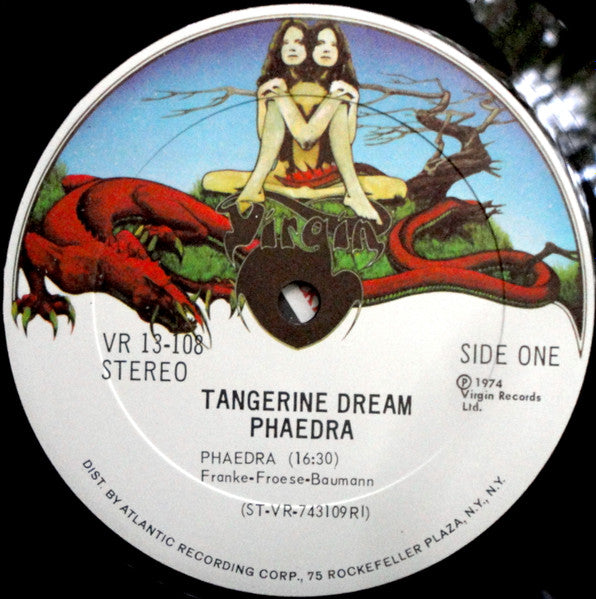 Virgin
VR 13-108
STEREO
SIDE ONE
℗ 1974
Virgin Records
Ltd.
TANGERINE DREAM
PHAEDRA
PHAEDRA (16:30)
Franke-Froese-Baumann
(ST-VR-743109RI)
DIST. BY ATLANTIC RECORDING CORP., 75 ROCKEFELLER PLAZA, N.Y., N.Y.